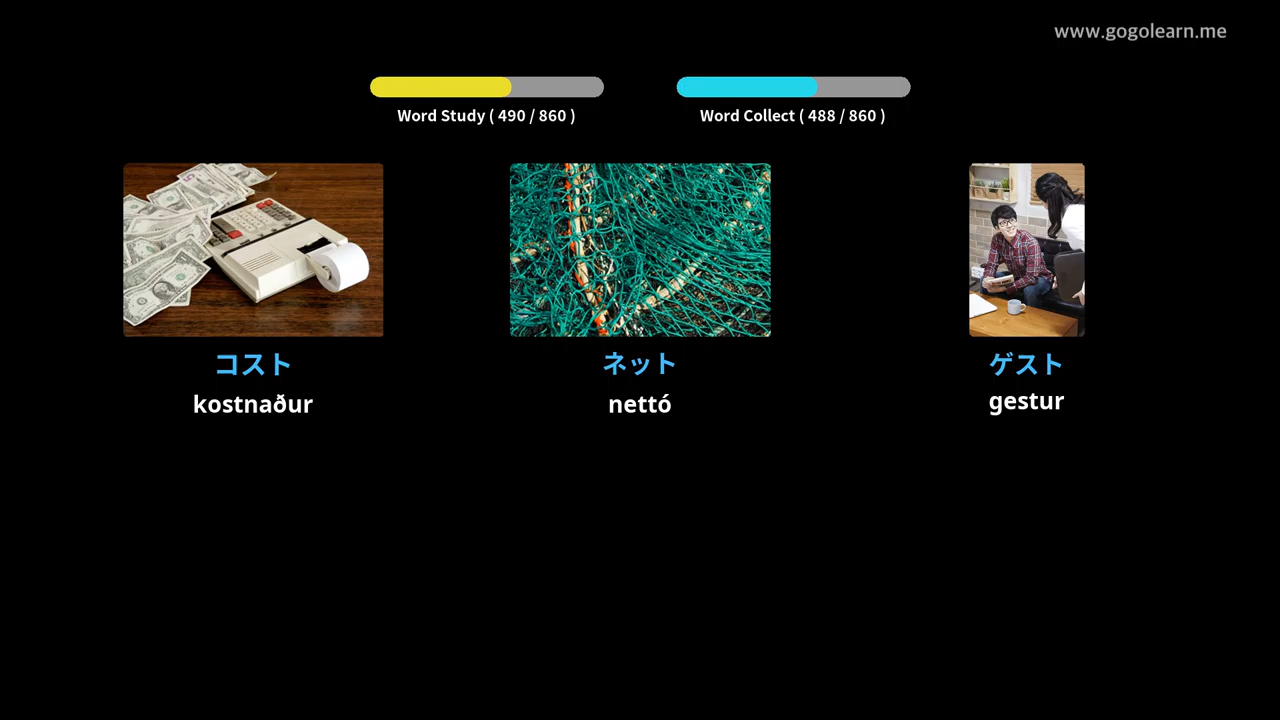 www.gogolearn.me
Word Study ( 490 / 860 )
Word Collect ( 488 / 860 )
コスト
ネット
ゲスト
kostnaður
nettó
gestur